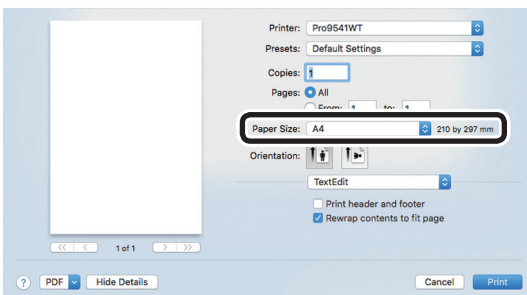 Printer: Pro9541WT
Presets: Default Settings
Copies: 1
Pages: All
From: 1 to: 1
Paper Size: A4 210 by 297 mm
Orientation:
TextEdit
Print header and footer
Rewrap contents to fit page
<< < 1 of 1 > >>
? PDF Hide Details Cancel Print